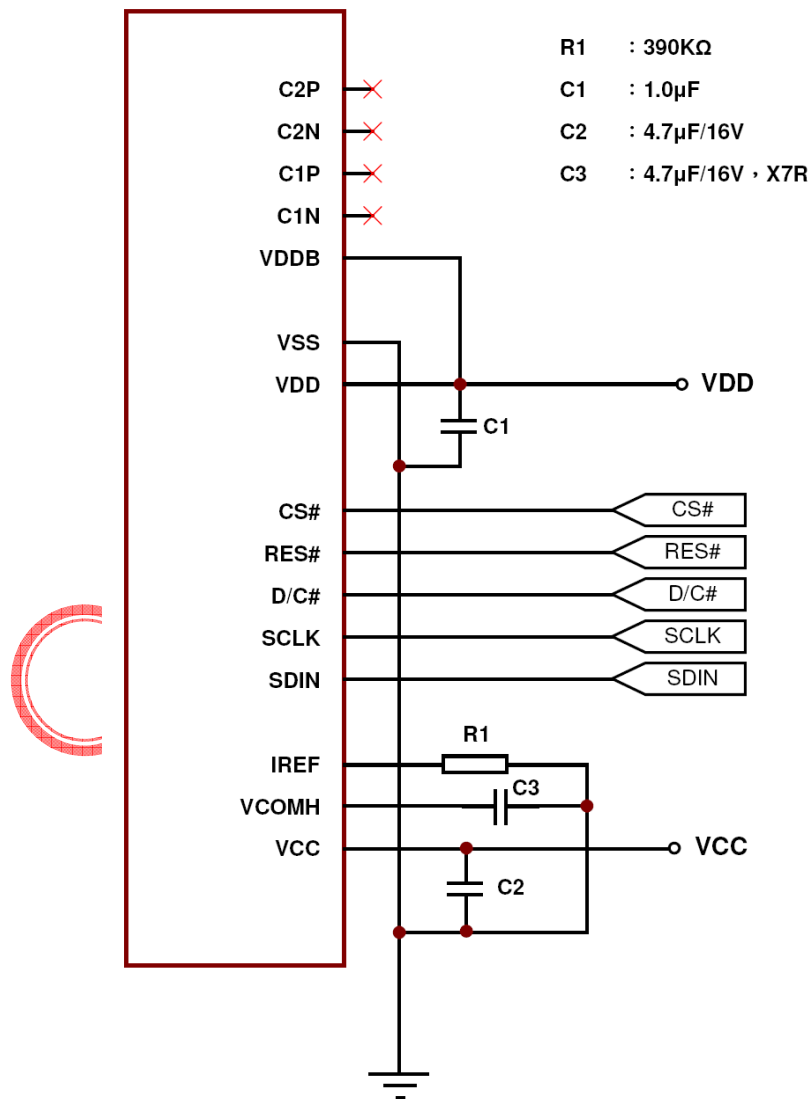 R1 : 390KΩ
C1 : 1.0µF
C2 : 4.7µF/16V
C3 : 4.7µF/16V，X7R
C2P
C2N
C1P
C1N
VDDB
VSS
VDD
VDD
C1
CS#
CS#
RES#
RES#
D/C#
D/C#
SCLK
SCLK
SDIN
SDIN
R1
IREF
C3
VCOMH
VCC
VCC
C2